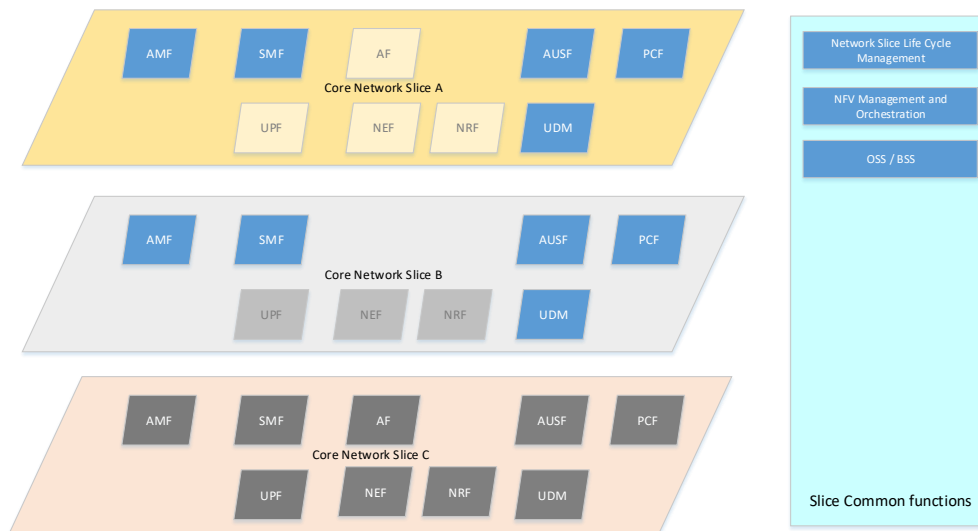 AMF
SMF
AF
AUSF
PCF
Core Network Slice A
UPF
NEF
NRF
UDM
AMF
SMF
AUSF
PCF
Core Network Slice B
UPF
NEF
NRF
UDM
AMF
SMF
AF
AUSF
PCF
Core Network Slice C
UPF
NEF
NRF
UDM
Network Slice Life Cycle
Management
NFV Management and
Orchestration
OSS / BSS
Slice Common functions